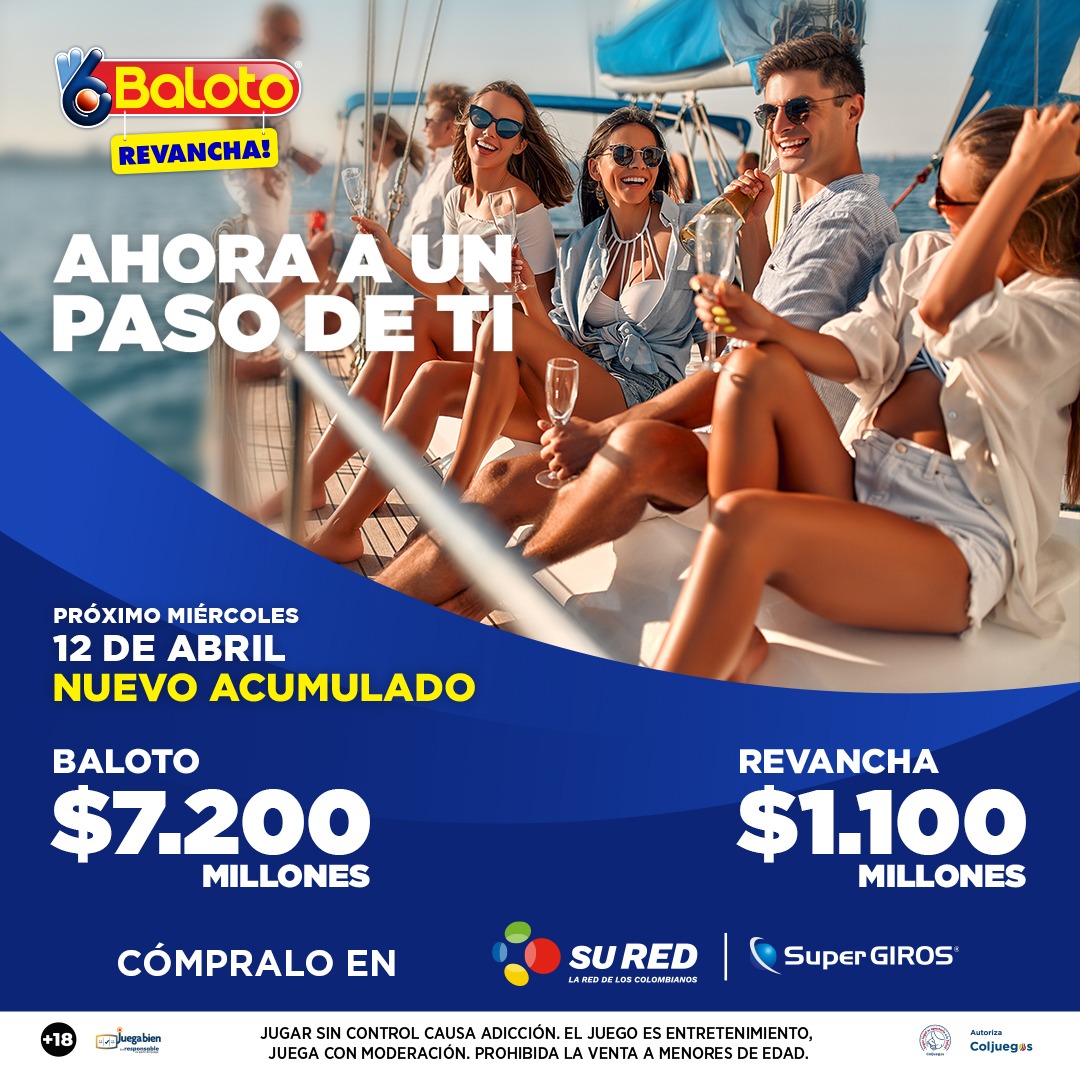 Baloto
REVANCHA!
AHORA A UN
PASO DE TI
PRÓXIMO MIÉRCOLES
12 DE ABRIL
NUEVO ACUMULADO
BALOTO
$7.200
MILLONES
REVANCHA
$1.100
MILLONES
CÓMPRALO EN
SU RED
LA RED DE LOS COLOMBIANOS
SuperGIROS
+18
Juega bien
JUGAR SIN CONTROL CAUSA ADICCIÓN. EL JUEGO ES ENTRETENIMIENTO,
JUEGA CON MODERACIÓN. PROHIBIDA LA VENTA A MENORES DE EDAD.
Autoriza
Coljuegos